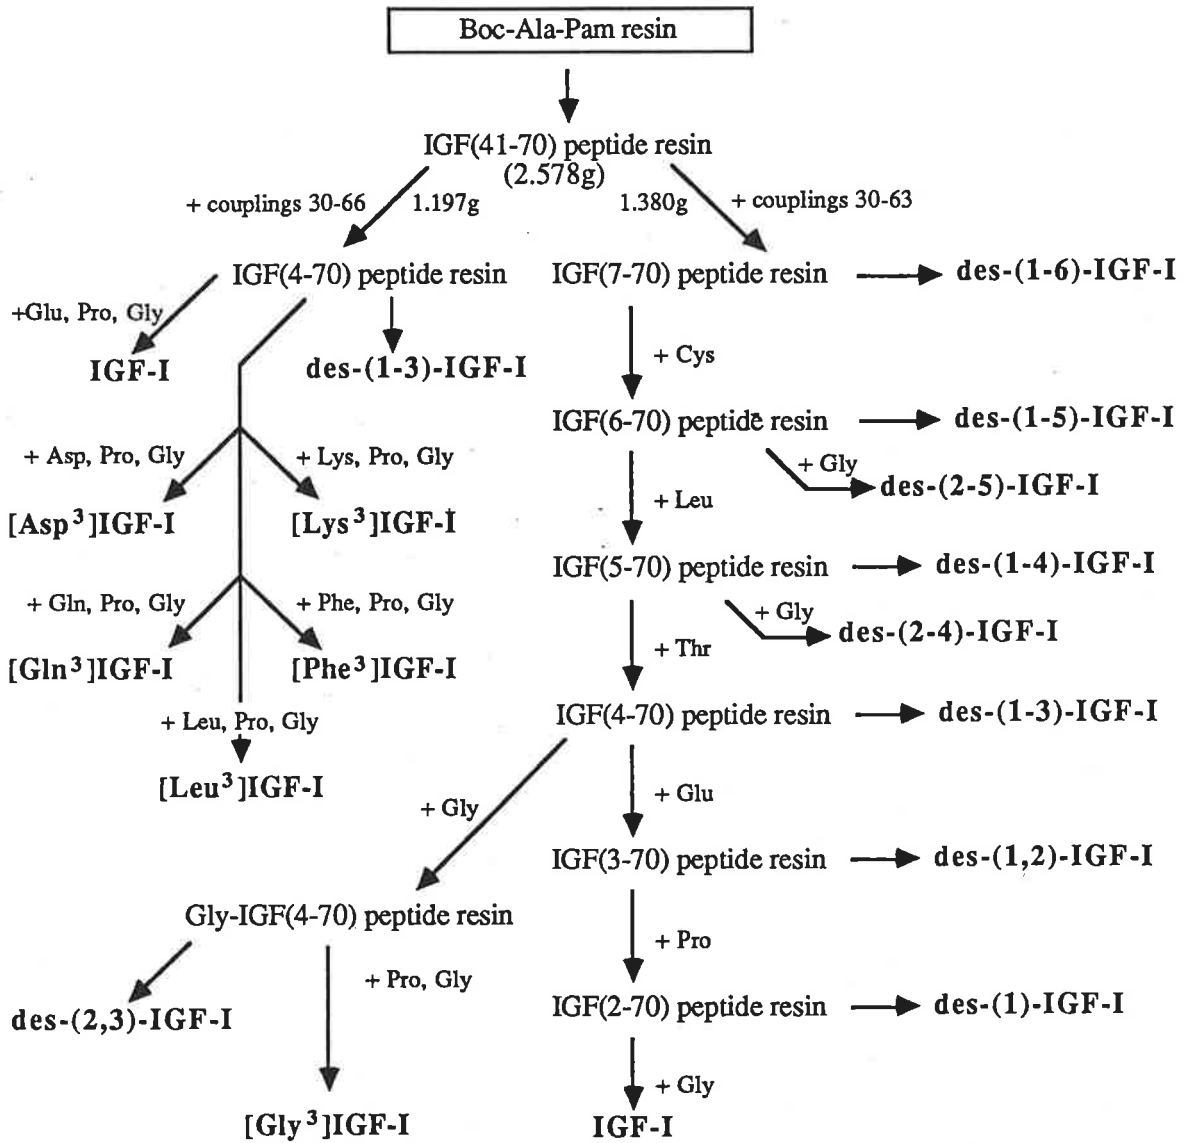 Boc-Ala-Pam resin
IGF(41-70) peptide resin
(2.578g)
+ couplings 30-66
1.197g
1.380g
+ couplings 30-63
IGF(4-70) peptide resin
IGF(7-70) peptide resin
des-(1-6)-IGF-I
+Glu, Pro, Gly
IGF-I
des-(1-3)-IGF-I
+ Cys
IGF(6-70) peptide resin
des-(1-5)-IGF-I
+ Asp, Pro, Gly
+ Lys, Pro, Gly
+ Gly
des-(2-5)-IGF-I
[Asp³]IGF-I
[Lys³]IGF-I
+ Leu
IGF(5-70) peptide resin
des-(1-4)-IGF-I
+ Gln, Pro, Gly
+ Phe, Pro, Gly
+ Gly
des-(2-4)-IGF-I
[Gln³]IGF-I
[Phe³]IGF-I
+ Thr
+ Leu, Pro, Gly
IGF(4-70) peptide resin
des-(1-3)-IGF-I
[Leu³]IGF-I
+ Gly
+ Glu
IGF(3-70) peptide resin
des-(1,2)-IGF-I
Gly-IGF(4-70) peptide resin
+ Pro
+ Pro, Gly
des-(2,3)-IGF-I
IGF(2-70) peptide resin
des-(1)-IGF-I
+ Gly
[Gly³]IGF-I
IGF-I